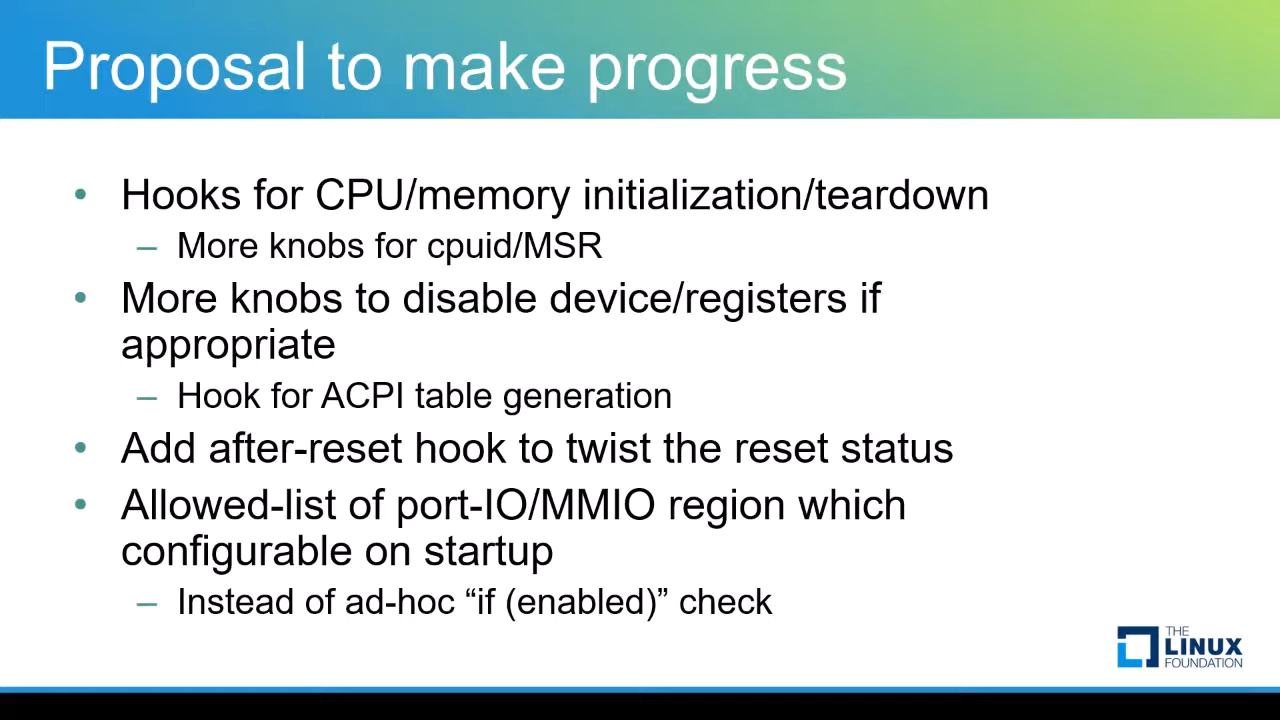 Proposal to make progress
• Hooks for CPU/memory initialization/teardown
– More knobs for cpuid/MSR
• More knobs to disable device/registers if
appropriate
– Hook for ACPI table generation
• Add after-reset hook to twist the reset status
• Allowed-list of port-IO/MMIO region which
configurable on startup
– Instead of ad-hoc “if (enabled)” check
THE
LINUX
FOUNDATION